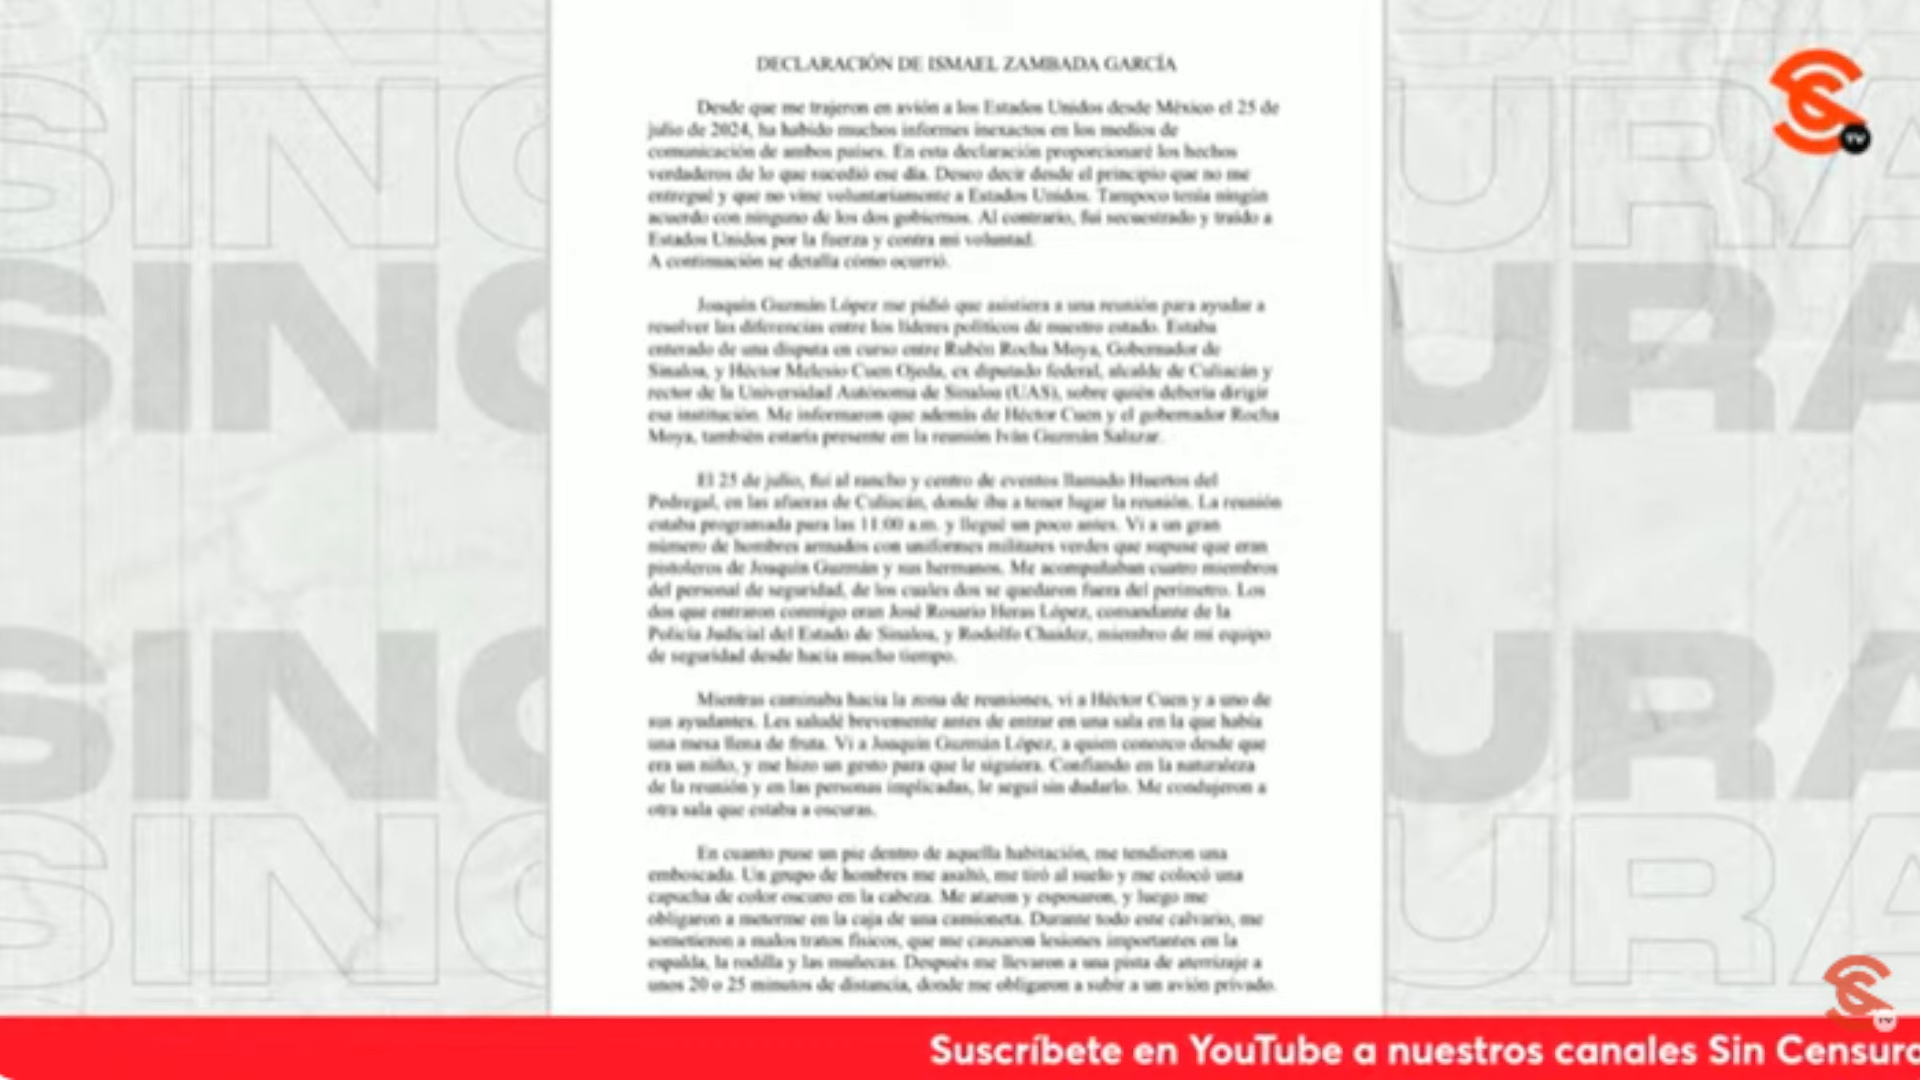 DECLARACIÓN DE ISMAEL ZAMBADA GARCÍA
Desde que me trajeron en avión a los Estados Unidos desde México el 25 de
julio de 2024, ha habido muchos informes inexactos en los medios de
comunicación de ambos países. En esta declaración proporcionaré los hechos
verdaderos de lo que sucedió ese día. Deseo decir desde el principio que no me
entregué y que no vine voluntariamente a Estados Unidos. Tampoco tenía ningún
acuerdo con ninguno de los dos gobiernos. Al contrario, fui secuestrado y traído a
Estados Unidos por la fuerza y contra mi voluntad.
A continuación se detalla cómo ocurrió.
Joaquín Guzmán López me pidió que asistiera a una reunión para ayudar a
resolver las diferencias entre los líderes políticos de nuestro estado. Estaba
enterado de una disputa en curso entre Rubén Rocha Moya, Gobernador de
Sinaloa, y Héctor Melesio Cuen Ojeda, ex diputado federal, alcalde de Culiacán y
rector de la Universidad Autónoma de Sinaloa (UAS), sobre quién debería dirigir
esa institución. Me informaron que además de Héctor Cuen y el gobernador Rocha
Moya, también estaría presente en la reunión Iván Guzmán Salazar.
El 25 de julio, fui al rancho y centro de eventos llamado Huertos del
Pedregal, en las afueras de Culiacán, donde iba a tener lugar la reunión. La reunión
estaba programada para las 11:00 a.m. y llegué un poco antes. Vi a un gran
número de hombres armados con uniformes militares verdes que supuse que eran
pistoleros de Joaquín Guzmán y sus hermanos. Me acompañaban cuatro miembros
del personal de seguridad, de los cuales dos se quedaron fuera del perímetro. Los
dos que entraron conmigo eran José Rosario Heras López, comandante de la
Policía Judicial del Estado de Sinaloa, y Rodolfo Chaidez, miembro de mi equipo
de seguridad desde hacía mucho tiempo.
Mientras caminaba hacia la zona de reuniones, vi a Héctor Cuen y a uno de
sus ayudantes. Les saludé brevemente antes de entrar en una sala en la que había
una mesa llena de fruta. Vi a Joaquín Guzmán López, a quien conozco desde que
era un niño, y me hizo un gesto para que le siguiera. Confiando en la naturaleza
de la reunión y en las personas implicadas, le seguí sin dudarlo. Me condujeron a
otra sala que estaba a oscuras.
En cuanto puse un pie dentro de aquella habitación, me tendieron una
emboscada. Un grupo de hombres me asaltó, me tiró al suelo y me colocó una
capucha de color oscuro en la cabeza. Me ataron y esposaron, y luego me
obligaron a meterme en la caja de una camioneta. Durante todo este calvario, me
sometieron a malos tratos físicos, que me causaron lesiones importantes en la
espalda, la rodilla y las muñecas. Después me llevaron a una pista de aterrizaje a
unos 20 o 25 minutos de distancia, donde me obligaron a subir a un avión privado.
SINC URA
SINC URA
SINC URA
SINC URA
TV
TV
Suscríbete en YouTube a nuestros canales Sin Censura